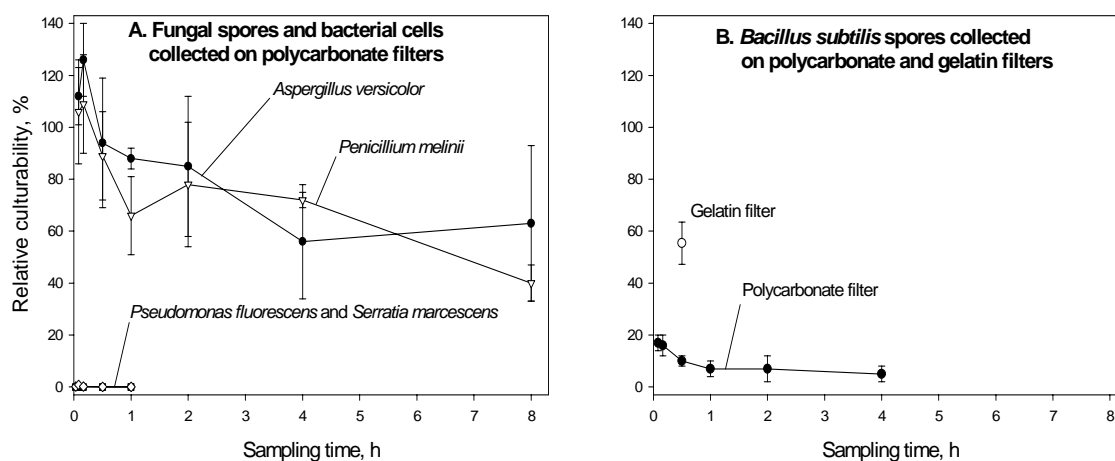 A. Fungal spores and bacterial cells
collected on polycarbonate filters
Aspergillus versicolor
Penicillium melinii
Pseudomonas fluorescens and Serratia marcescens
Relative culturability, %
140
120
100
80
60
40
20
0
0 1 2 3 4 5 6 7 8
Sampling time, h
B. Bacillus subtilis spores collected
on polycarbonate and gelatin filters
Gelatin filter
Polycarbonate filter
140
120
100
80
60
40
20
0
0 1 2 3 4 5 6 7 8
Sampling time, h